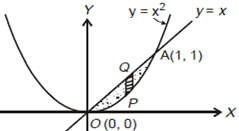 Y
y = x²
y = x
A(1, 1)
Q
P
X
O (0, 0)